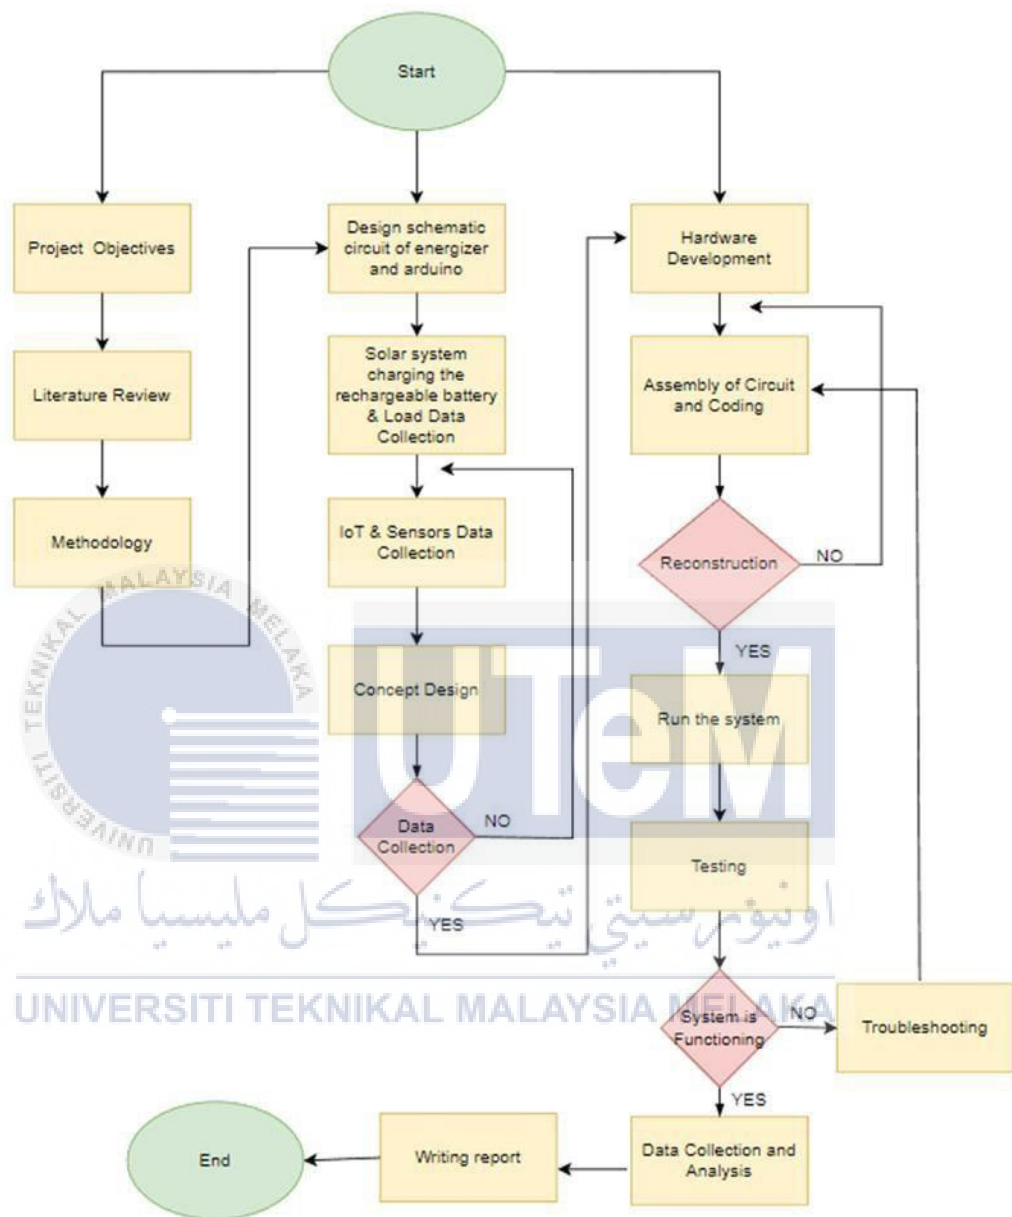 Start
Project Objectives
Literature Review
Methodology
Design schematic
circuit of energizer
and arduino
Solar system
charging the
rechargeable battery
& Load Data
Collection
IoT & Sensors Data
Collection
Concept Design
Data
Collection
NO
YES
Hardware
Development
Assembly of Circuit
and Coding
Reconstruction
NO
YES
Run the system
Testing
System is
Functioning
NO
Troubleshooting
YES
Data Collection and
Analysis
Writing report
End
UNIVERSITI TEKNIKAL MALAYSIA MELAKA
UTeM
اونيۏرسيتي تيکنيکل مليسيا ملاك
UNIVERSITI TEKNIKAL MALAYSIA MELAKA